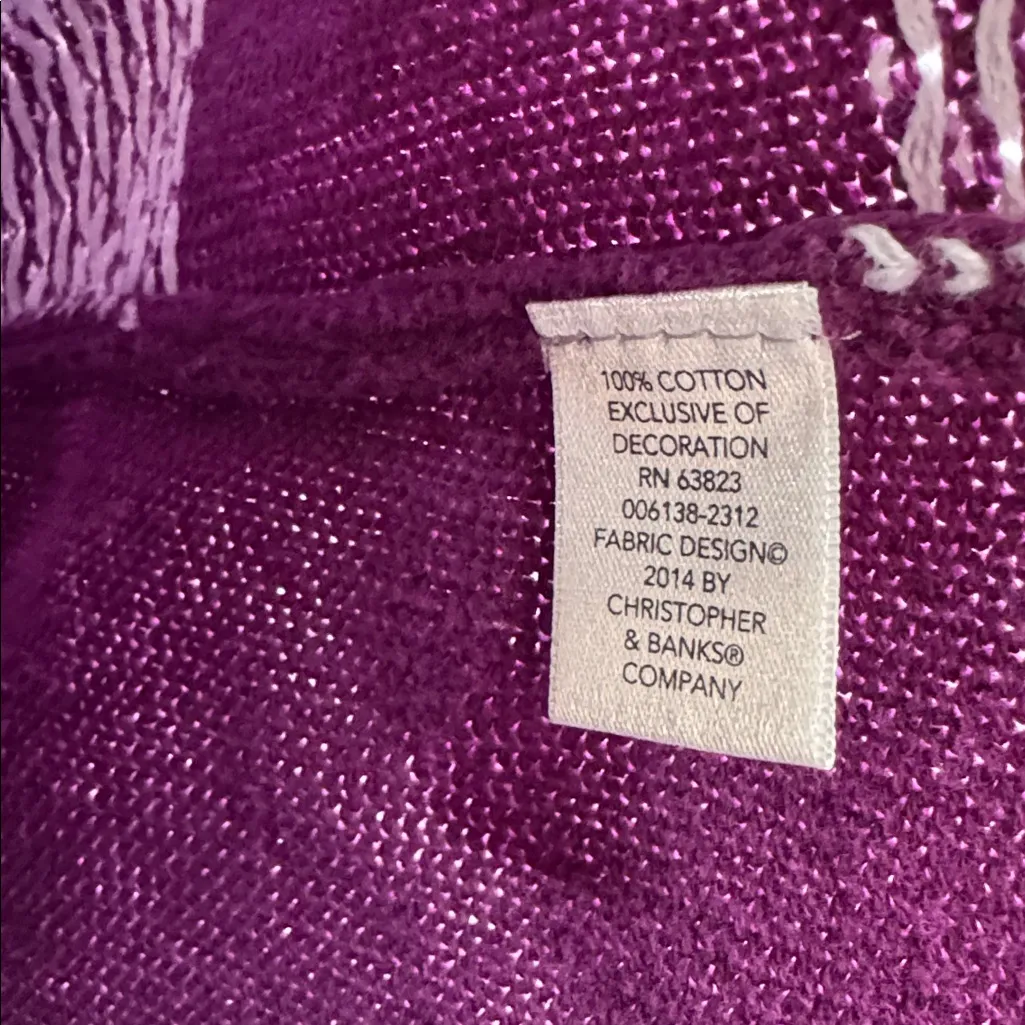 100% COTTON
EXCLUSIVE OF
DECORATION
RN 63823
006138-2312
FABRIC DESIGN©
2014 BY
CHRISTOPHER
& BANKS®
COMPANY